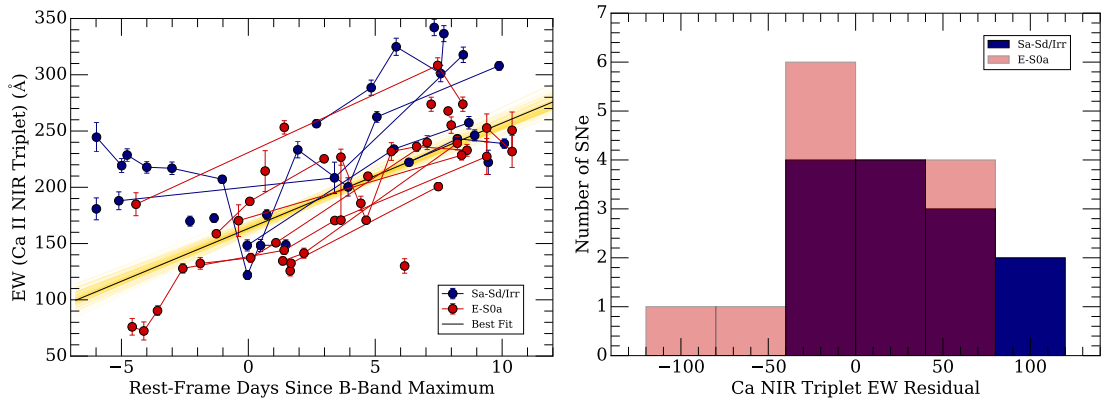 EW (Ca II NIR Triplet) (Å)
350
300
250
200
150
100
50
−5
0
5
10
Rest-Frame Days Since B-Band Maximum
Sa-Sd/Irr
E-S0a
Best Fit
Number of SNe
7
6
5
4
3
2
1
0
−100
−50
0
50
100
Ca NIR Triplet EW Residual
Sa-Sd/Irr
E-S0a